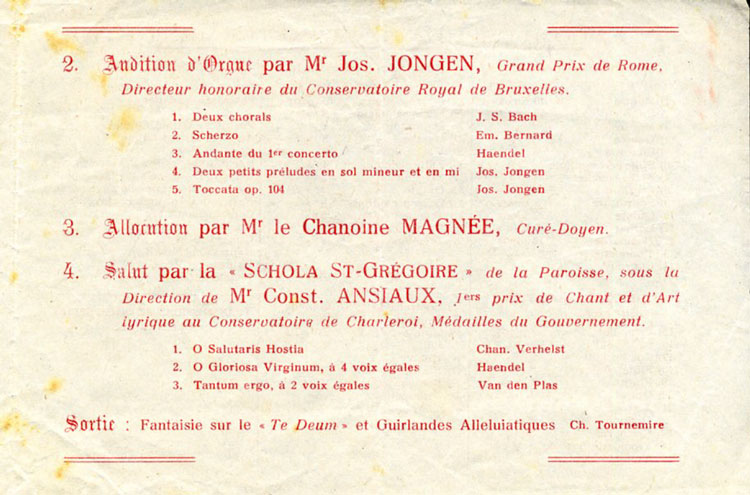 2. Audition d'Orgue par Mr Jos. JONGEN, Grand Prix de Rome,
Directeur honoraire du Conservatoire Royal de Bruxelles.
1. Deux chorals J. S. Bach
2. Scherzo Em. Bernard
3. Andante du 1er concerto Haendel
4. Deux petits préludes en sol mineur et en mi Jos. Jongen
5. Toccata op. 104 Jos. Jongen
3. Allocution par Mr le Chanoine MAGNÉE, Curé-Doyen.
4. Salut par la « SCHOLA ST-GRÉGOIRE » de la Paroisse, sous la
Direction de Mr Const. ANSIAUX, 1ers prix de Chant et d'Art
lyrique au Conservatoire de Charleroi, Médailles du Gouvernement.
1. O Salutaris Hostia Chan. Verhelst
2. O Gloriosa Virginum, à 4 voix égales Haendel
3. Tantum ergo, à 2 voix égales Van den Plas
Sortie : Fantaisie sur le « Te Deum » et Guirlandes Alleluiatiques Ch. Tournemire